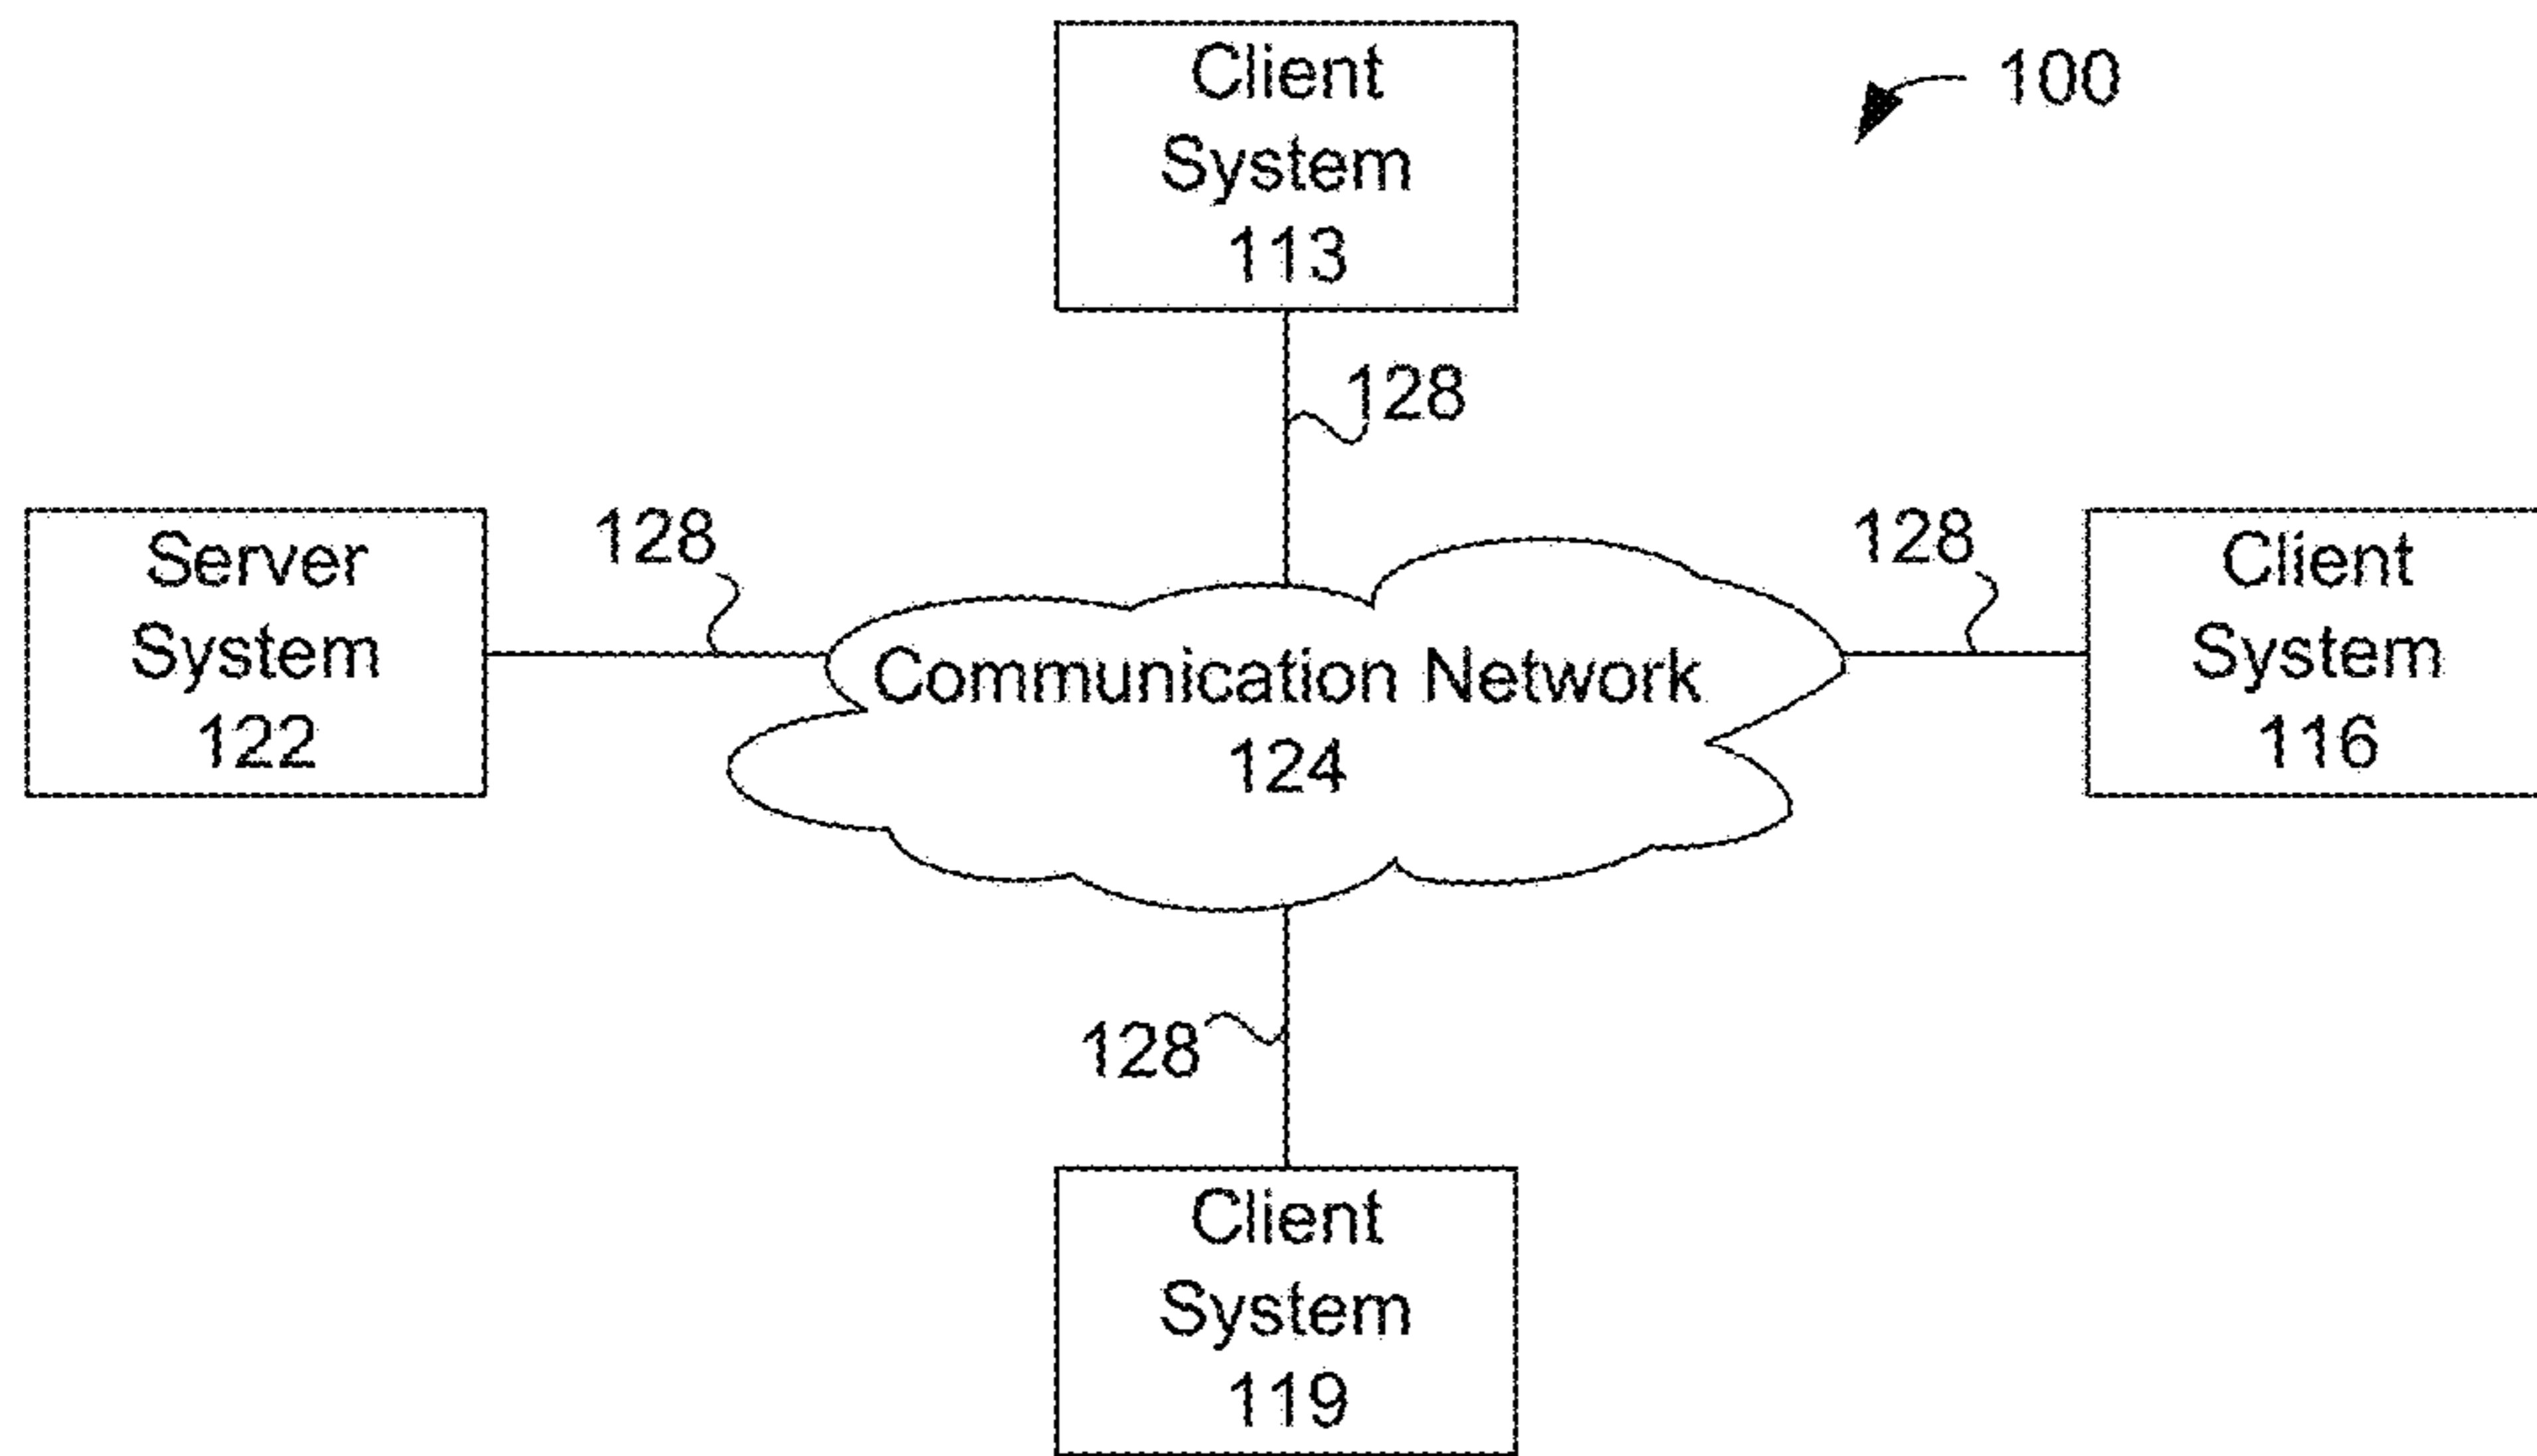 Client
System
113
100
128
Server
System
122
128
Communication Network
124
128
Client
System
116
128
Client
System
119